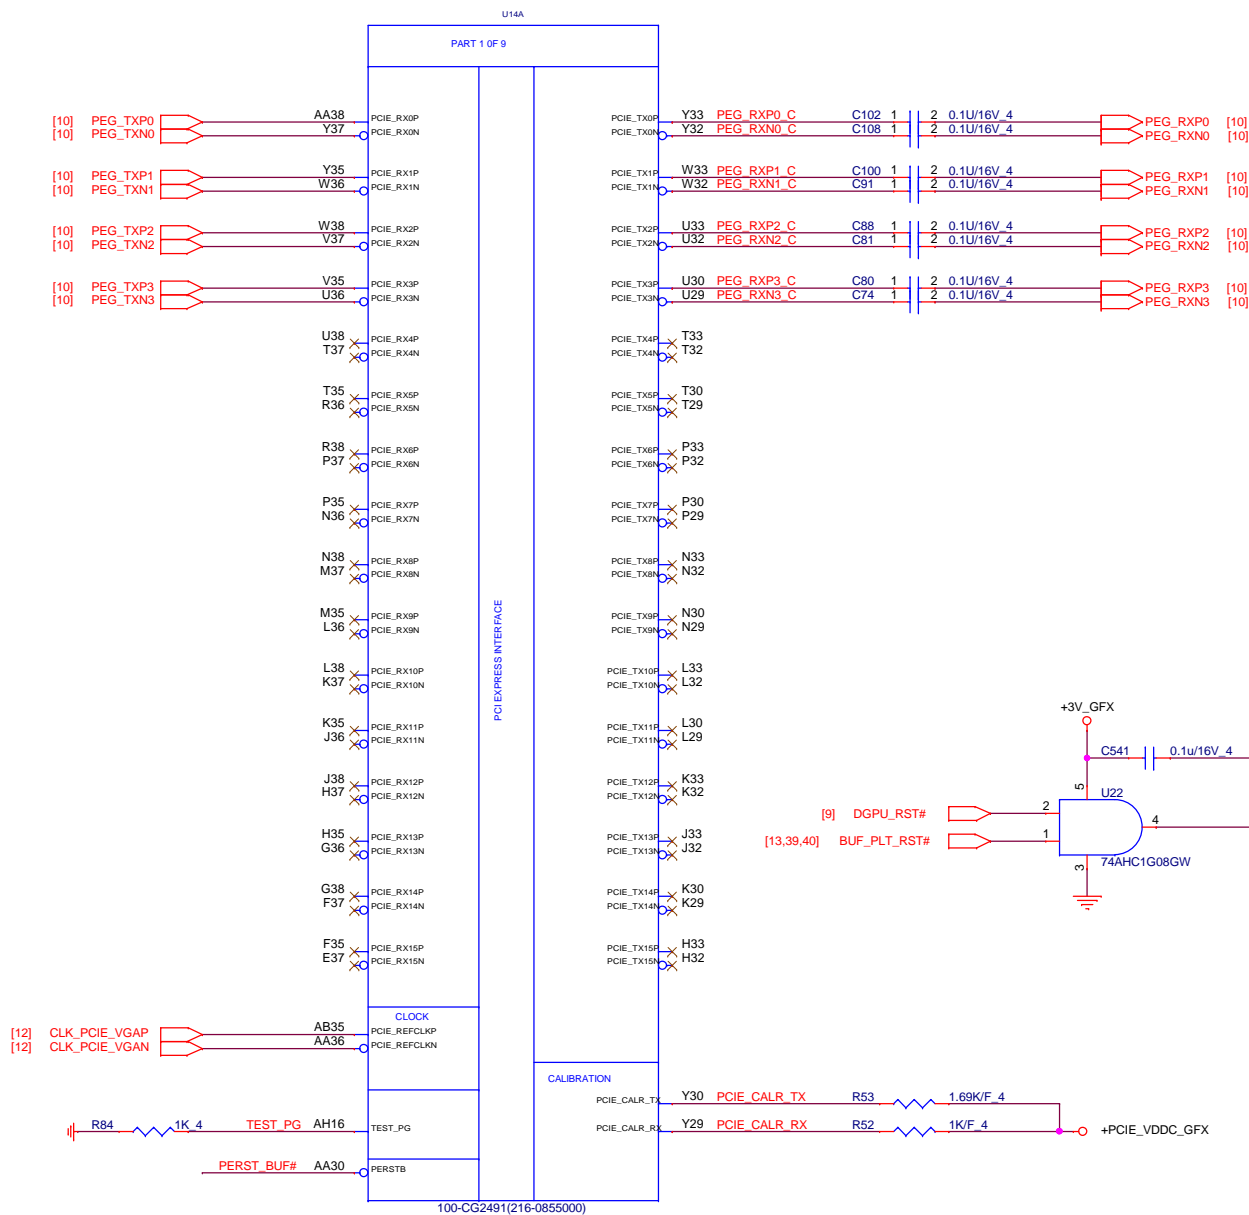 U14A
PART 1 0F 9
[10] PEG_TXP0 AA38 PCIE_RX0P PCIE_TX0P Y33 PEG_RXP0_C C102 1 2 0.1U/16V_4 PEG_RXP0 [10]
[10] PEG_TXN0 Y37 PCIE_RX0N PCIE_TX0N Y32 PEG_RXN0_C C108 1 2 0.1U/16V_4 PEG_RXN0 [10]
[10] PEG_TXP1 Y35 PCIE_RX1P PCIE_TX1P W33 PEG_RXP1_C C100 1 2 0.1U/16V_4 PEG_RXP1 [10]
[10] PEG_TXN1 W36 PCIE_RX1N PCIE_TX1N W32 PEG_RXN1_C C91 1 2 0.1U/16V_4 PEG_RXN1 [10]
[10] PEG_TXP2 W38 PCIE_RX2P PCIE_TX2P U33 PEG_RXP2_C C88 1 2 0.1U/16V_4 PEG_RXP2 [10]
[10] PEG_TXN2 V37 PCIE_RX2N PCIE_TX2N U32 PEG_RXN2_C C81 1 2 0.1U/16V_4 PEG_RXN2 [10]
[10] PEG_TXP3 V35 PCIE_RX3P PCIE_TX3P U30 PEG_RXP3_C C80 1 2 0.1U/16V_4 PEG_RXP3 [10]
[10] PEG_TXN3 U36 PCIE_RX3N PCIE_TX3N U29 PEG_RXN3_C C74 1 2 0.1U/16V_4 PEG_RXN3 [10]
U38 PCIE_RX4P PCIE_TX4P T33
T37 PCIE_RX4N PCIE_TX4N T32
T35 PCIE_RX5P PCIE_TX5P T30
R36 PCIE_RX5N PCIE_TX5N T29
R38 PCIE_RX6P PCIE_TX6P P33
P37 PCIE_RX6N PCIE_TX6N P32
P35 PCIE_RX7P PCIE_TX7P P30
N36 PCIE_RX7N PCIE_TX7N P29
N38 PCIE_RX8P PCIE_TX8P N33
M37 PCIE_RX8N PCIE_TX8N N32
M35 PCIE_RX9P PCIE_TX9P N30
L36 PCIE_RX9N PCIE_TX9N N29
PCI EXPRESS INTERFACE
L38 PCIE_RX10P PCIE_TX10P L33
K37 PCIE_RX10N PCIE_TX10N L32
K35 PCIE_RX11P PCIE_TX11P L30
J36 PCIE_RX11N PCIE_TX11N L29
J38 PCIE_RX12P PCIE_TX12P K33
H37 PCIE_RX12N PCIE_TX12N K32
H35 PCIE_RX13P PCIE_TX13P J33
G36 PCIE_RX13N PCIE_TX13N J32
G38 PCIE_RX14P PCIE_TX14P K30
F37 PCIE_RX14N PCIE_TX14N K29
F35 PCIE_RX15P PCIE_TX15P H33
E37 PCIE_RX15N PCIE_TX15N H32
+3V_GFX
C541 0.1u/16V_4
5 U22
[9] DGPU_RST# 2
4
[13,39,40] BUF_PLT_RST# 1
3 74AHC1G08GW
CLOCK
[12] CLK_PCIE_VGAP AB35 PCIE_REFCLKP
[12] CLK_PCIE_VGAN AA36 PCIE_REFCLKN
CALIBRATION
PCIE_CALR_TX Y30 PCIE_CALR_TX R53 1.69K/F_4
R84 1K_4 TEST_PG AH16 TEST_PG PCIE_CALR_RX Y29 PCIE_CALR_RX R52 1K/F_4 +PCIE_VDDC_GFX
PERST_BUF# AA30 PERSTB
100-CG2491(216-0855000)